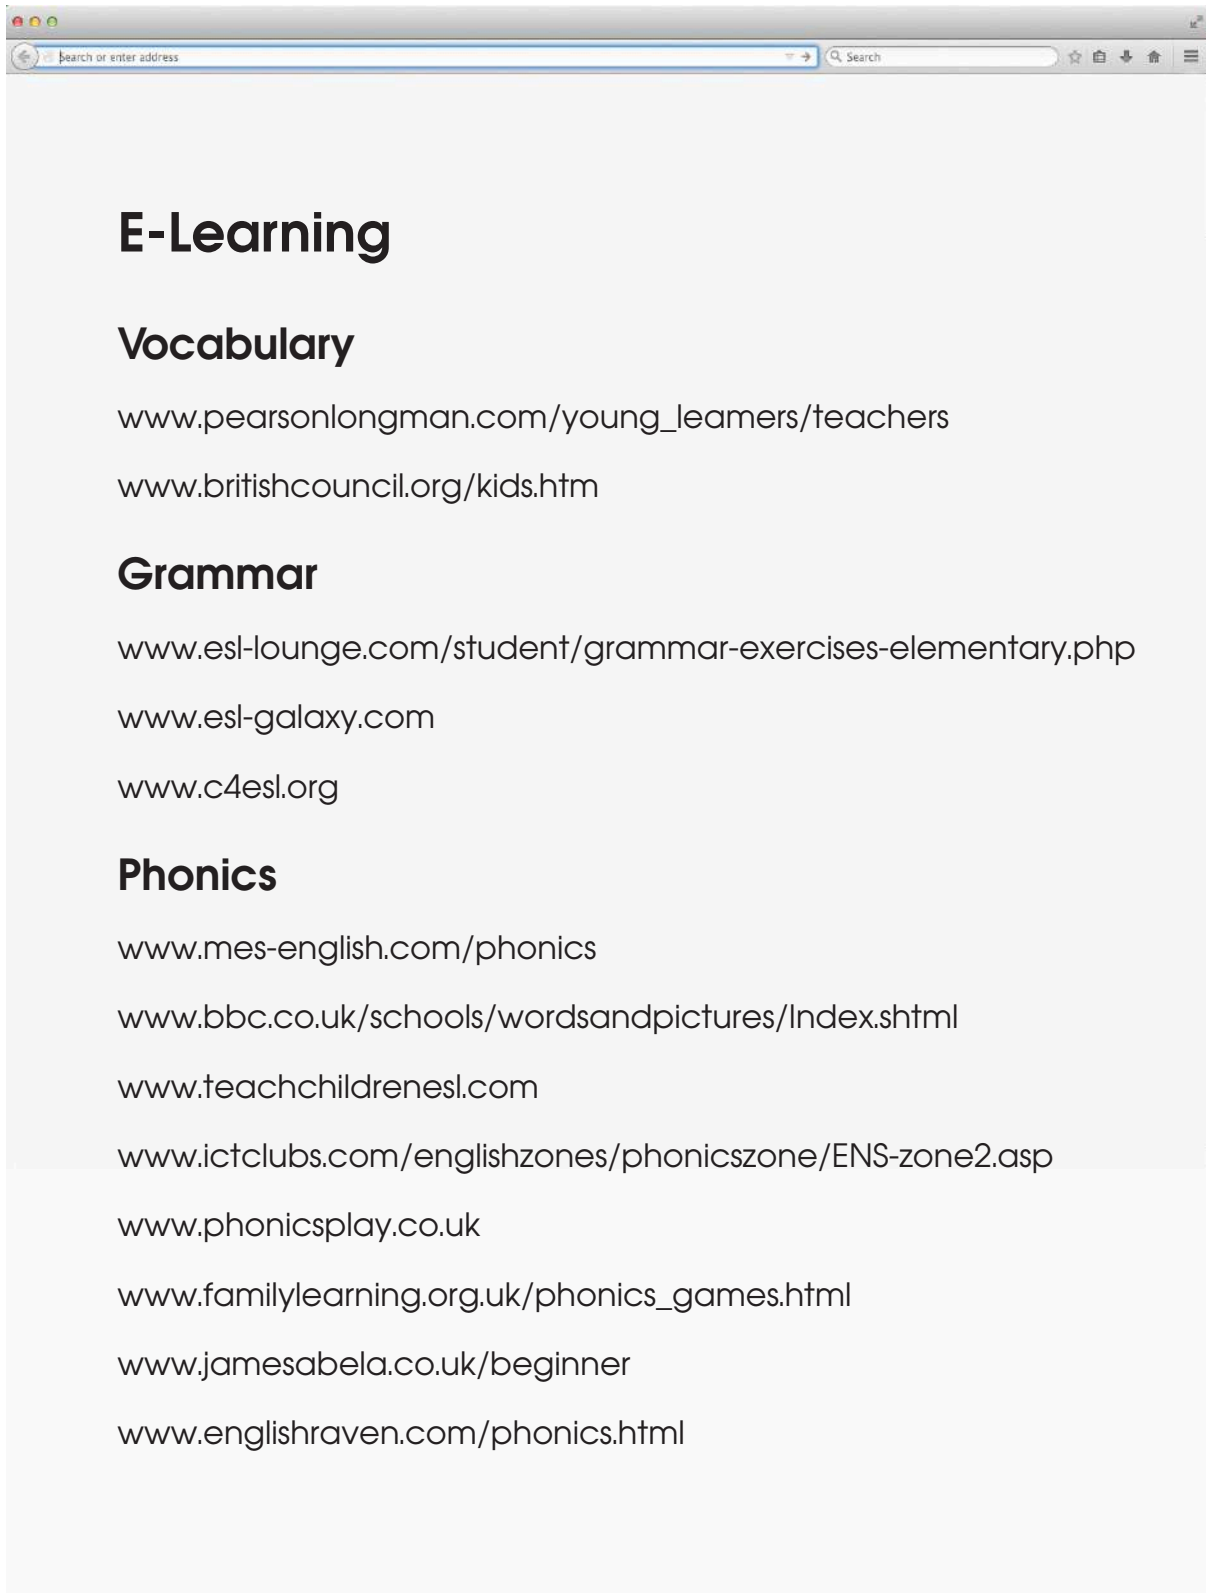 Search or enter address
Search
E-Learning
Vocabulary
www.pearsonlongman.com/young_leamers/teachers
www.britishcouncil.org/kids.htm
Grammar
www.esl-lounge.com/student/grammar-exercises-elementary.php
www.esl-galaxy.com
www.c4esl.org
Phonics
www.mes-english.com/phonics
www.bbc.co.uk/schools/wordsandpictures/Index.shtml
www.teachchildrenesl.com
www.ictclubs.com/englishzones/phonicszone/ENS-zone2.asp
www.phonicsplay.co.uk
www.familylearning.org.uk/phonics_games.html
www.jamesabela.co.uk/beginner
www.englishraven.com/phonics.html